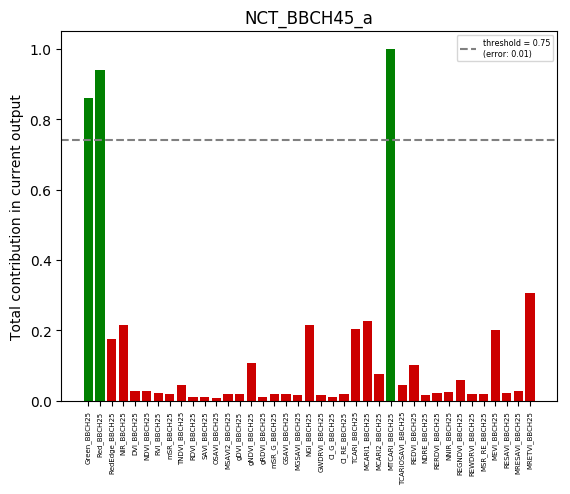 NCT_BBCH45_a
threshold = 0.75
(error: 0.01)
Total contribution in current output
1.0
0.8
0.6
0.4
0.2
0.0
Green_BBCH25
Red_BBCH25
RedEdge_BBCH25
NIR_BBCH25
DVI_BBCH25
NDVI_BBCH25
RVI_BBCH25
mSR_BBCH25
TNDVI_BBCH25
RDVI_BBCH25
SAVI_BBCH25
OSAVI_BBCH25
MSAVI2_BBCH25
gDVI_BBCH25
gNDVI_BBCH25
gRDVI_BBCH25
mSR_G_BBCH25
GSAVI_BBCH25
MGSAVI_BBCH25
NGI_BBCH25
GWDRVI_BBCH25
CI_G_BBCH25
CI_RE_BBCH25
TCARI_BBCH25
MCARI1_BBCH25
MCARI2_BBCH25
MTCARI_BBCH25
TCARIOSAVI_BBCH25
REDVI_BBCH25
NDRE_BBCH25
RERDVI_BBCH25
NNIR_BBCH25
REGNDVI_BBCH25
REWDRVI_BBCH25
MSR_RE_BBCH25
MEVI_BBCH25
RESAVI_BBCH25
MRESAVI_BBCH25
MRETVI_BBCH25